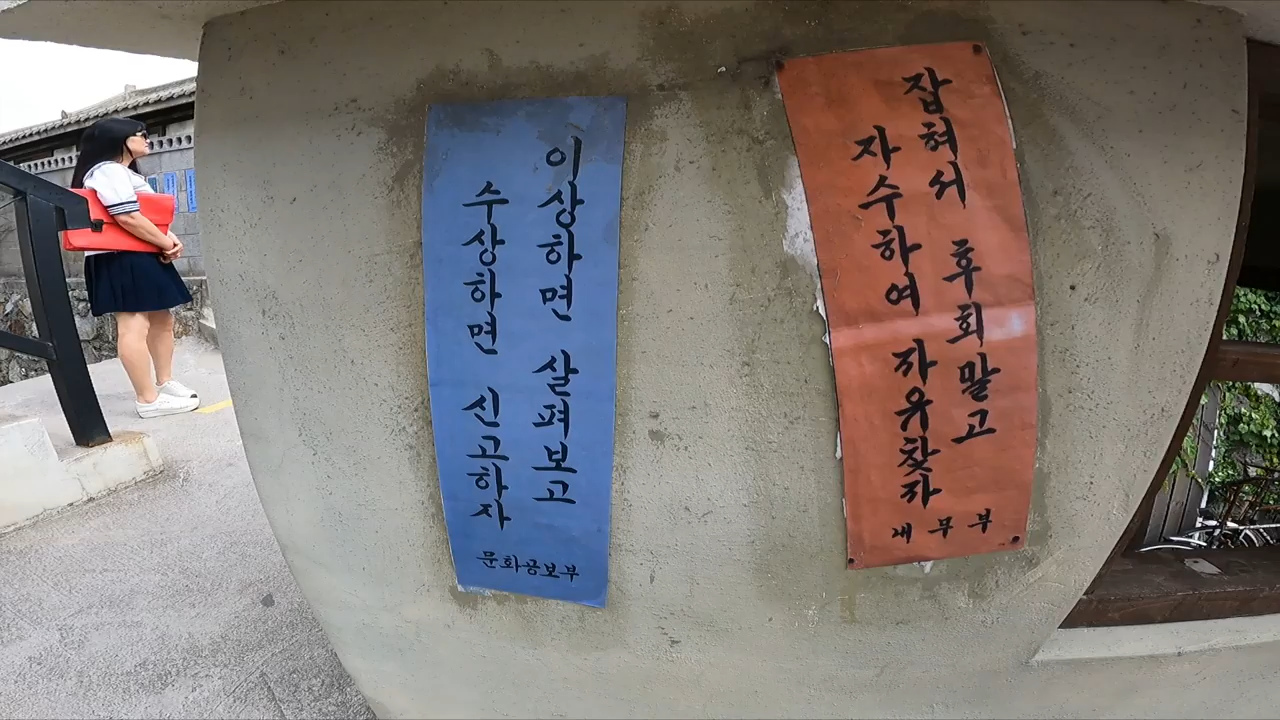 이상하면 살펴보고
수상하면 신고하자
문화공보부
잡혀서 후회말고
자수하여 자유찾자
내무부